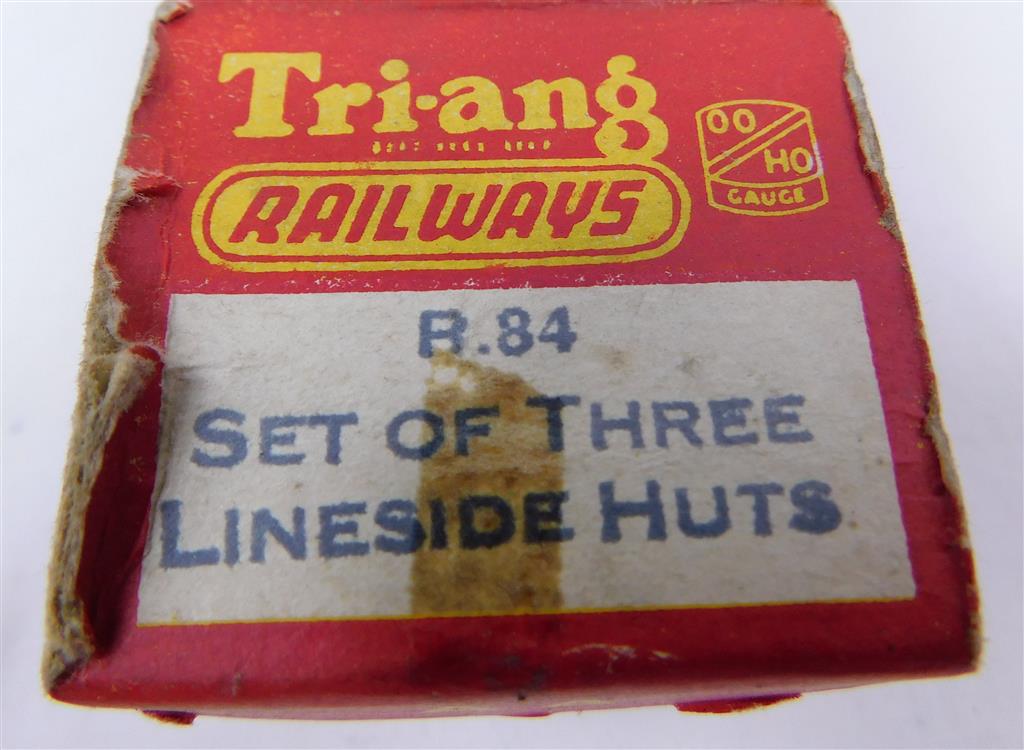 Tri-ang
RAILWAYS
OO
HO
GAUGE
R.84
SET OF THREE
LINESIDE HUTS